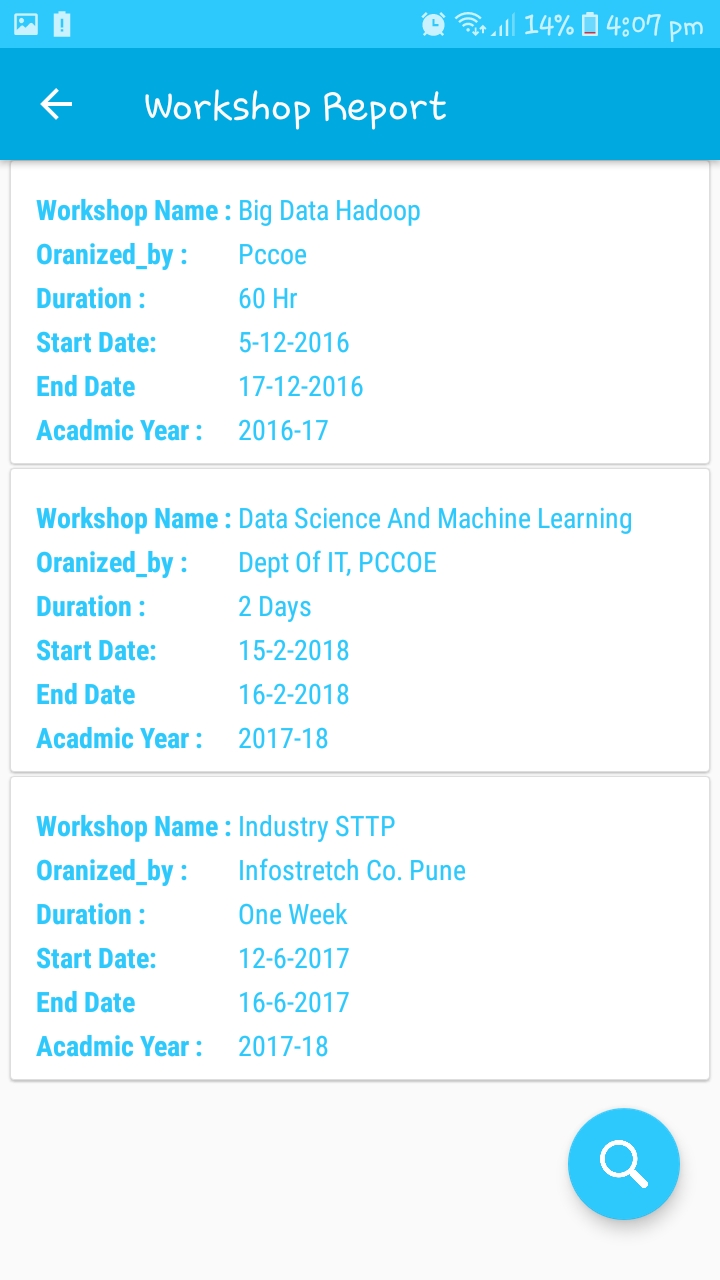 14% 4:07 pm
Workshop Report
Workshop Name : Big Data Hadoop
Oranized_by : Pccoe
Duration : 60 Hr
Start Date: 5-12-2016
End Date 17-12-2016
Acadmic Year : 2016-17
Workshop Name : Data Science And Machine Learning
Oranized_by : Dept Of IT, PCCOE
Duration : 2 Days
Start Date: 15-2-2018
End Date 16-2-2018
Acadmic Year : 2017-18
Workshop Name : Industry STTP
Oranized_by : Infostretch Co. Pune
Duration : One Week
Start Date: 12-6-2017
End Date 16-6-2017
Acadmic Year : 2017-18